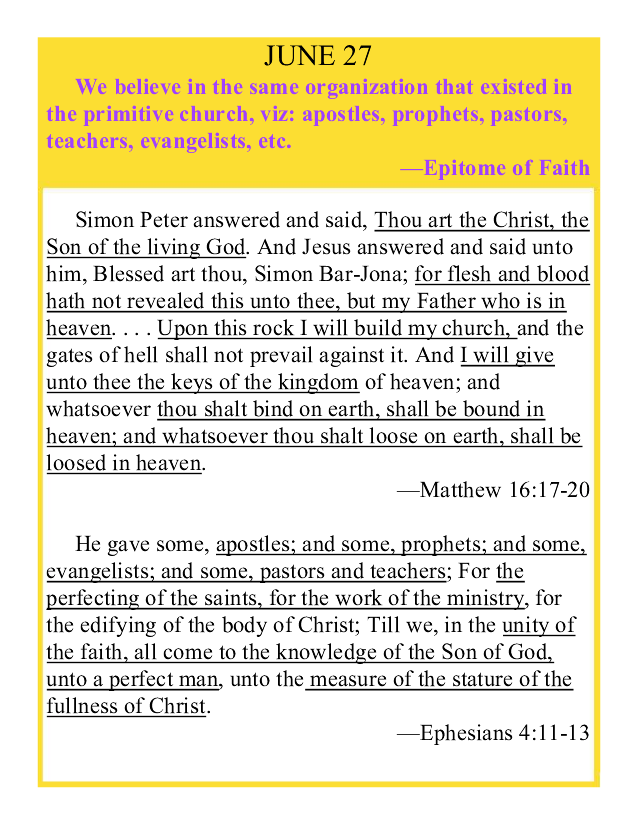 JUNE 27
We believe in the same organization that existed in
the primitive church, viz: apostles, prophets, pastors,
teachers, evangelists, etc.
—Epitome of Faith
Simon Peter answered and said, Thou art the Christ, the
Son of the living God. And Jesus answered and said unto
him, Blessed art thou, Simon Bar-Jona; for flesh and blood
hath not revealed this unto thee, but my Father who is in
heaven. . . . Upon this rock I will build my church, and the
gates of hell shall not prevail against it. And I will give
unto thee the keys of the kingdom of heaven; and
whatsoever thou shalt bind on earth, shall be bound in
heaven; and whatsoever thou shalt loose on earth, shall be
loosed in heaven.
—Matthew 16:17-20
He gave some, apostles; and some, prophets; and some,
evangelists; and some, pastors and teachers; For the
perfecting of the saints, for the work of the ministry, for
the edifying of the body of Christ; Till we, in the unity of
the faith, all come to the knowledge of the Son of God,
unto a perfect man, unto the measure of the stature of the
fullness of Christ.
—Ephesians 4:11-13